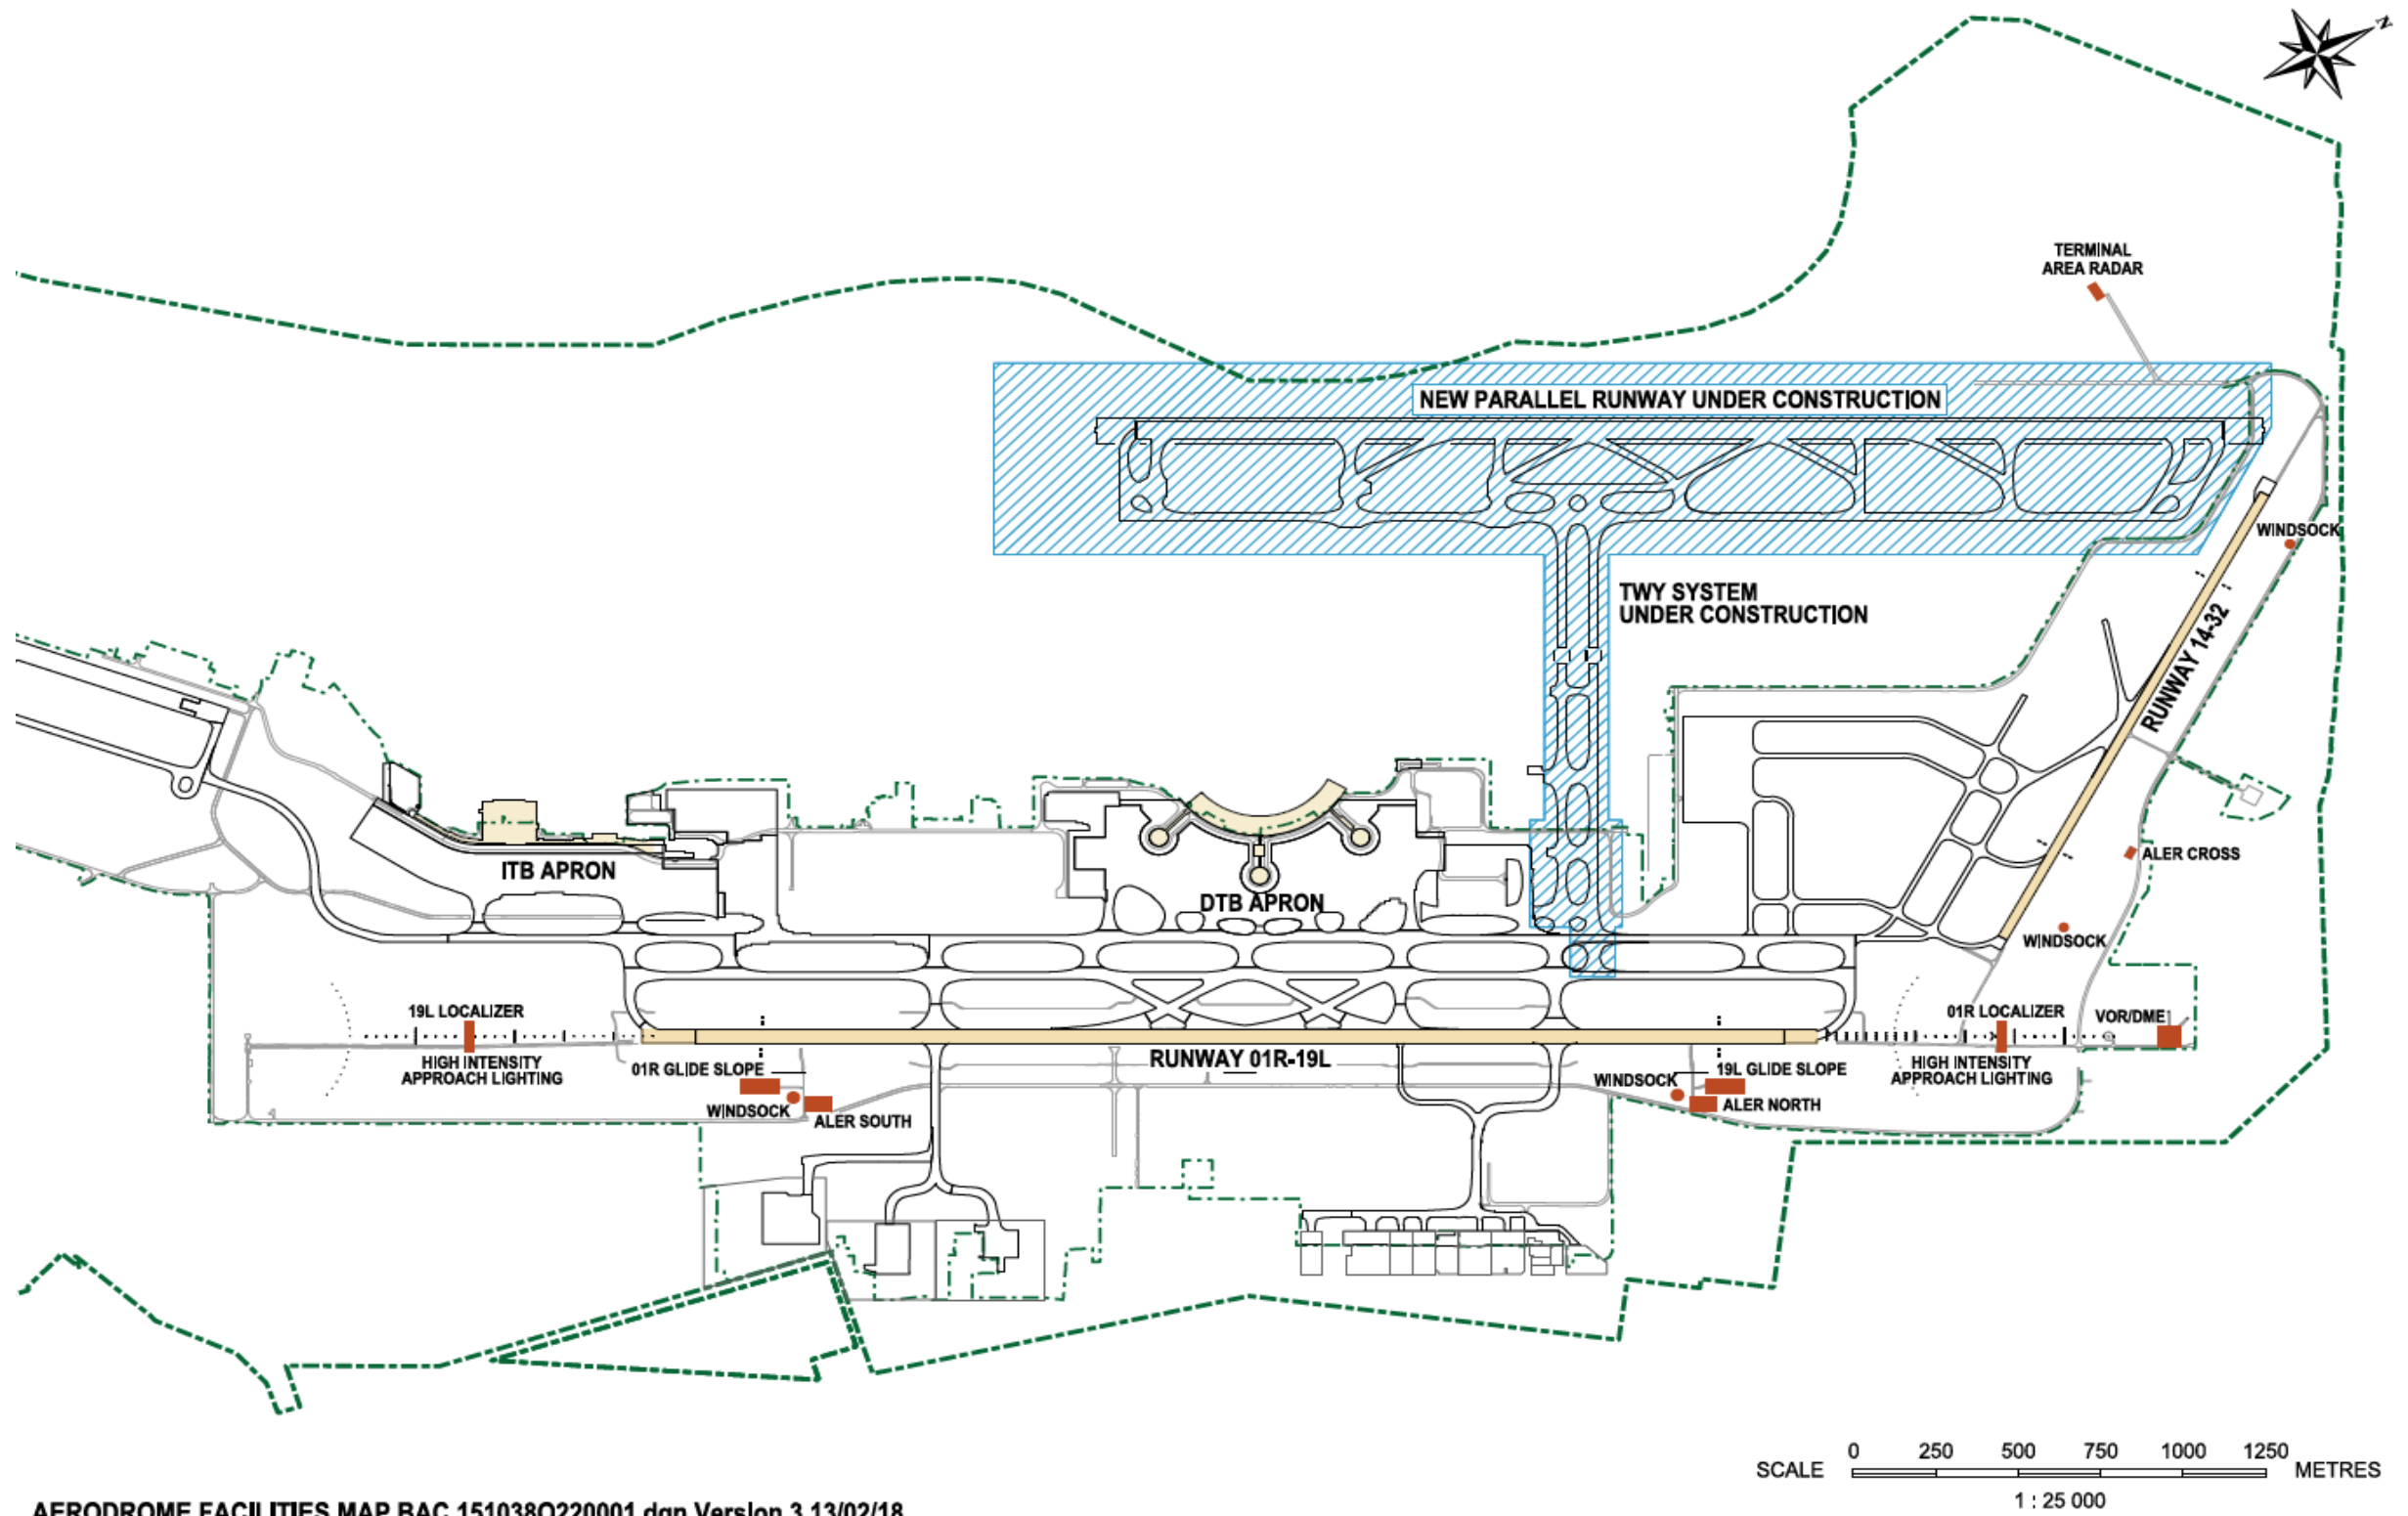 N
TERMINAL
AREA RADAR
NEW PARALLEL RUNWAY UNDER CONSTRUCTION
WINDSOCK
TWY SYSTEM
UNDER CONSTRUCTION
RUNWAY 14-32
ALER CROSS
ITB APRON
DTB APRON
WINDSOCK
19L LOCALIZER
01R LOCALIZER
VOR/DME
HIGH INTENSITY
APPROACH LIGHTING
01R GLIDE SLOPE
RUNWAY 01R-19L
WINDSOCK
19L GLIDE SLOPE
HIGH INTENSITY
APPROACH LIGHTING
WINDSOCK
ALER SOUTH
ALER NORTH
SCALE
0 250 500 750 1000 1250
METRES
1 : 25 000
AERODROME FACILITIES MAP BAC 151038O220001.dgn Version 3 13/02/18